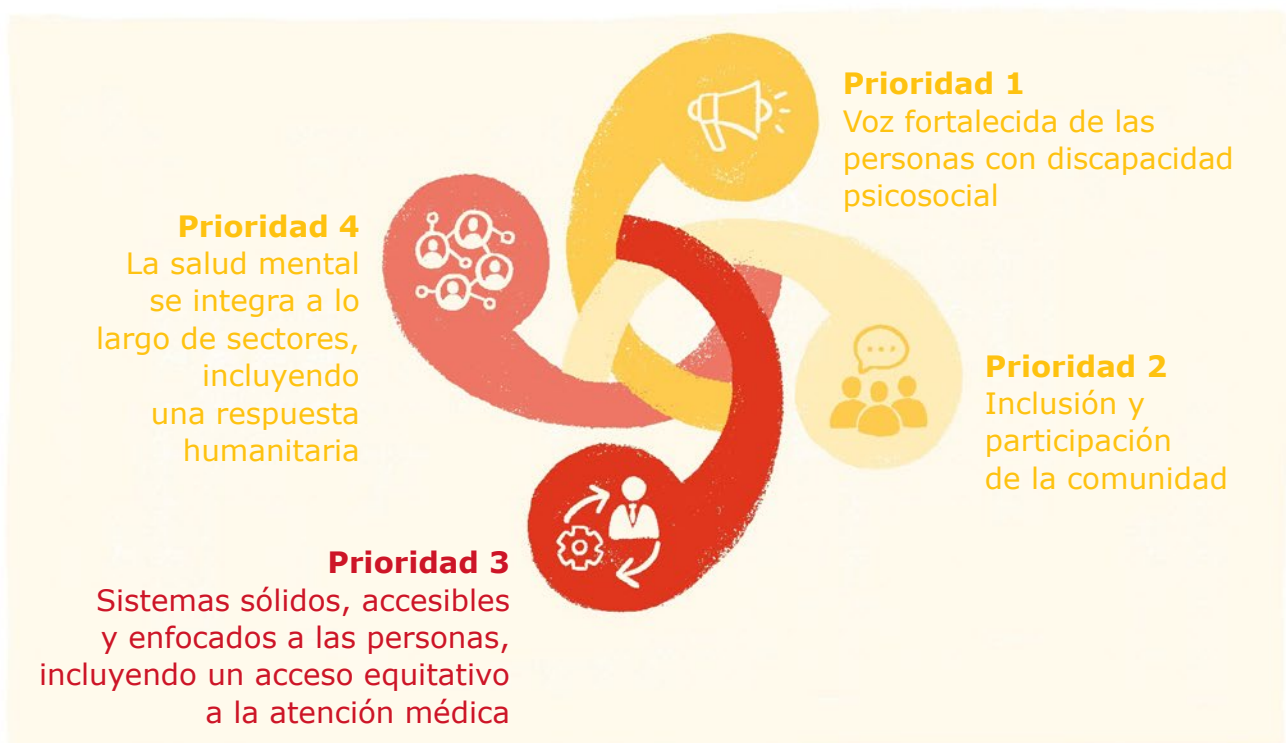 Prioridad 1
Voz fortalecida de las
personas con discapacidad
psicosocial
Prioridad 2
Inclusión y
participación
de la comunidad
Prioridad 3
Sistemas sólidos, accesibles
y enfocados a las personas,
incluyendo un acceso equitativo
a la atención médica
Prioridad 4
La salud mental
se integra a lo
largo de sectores,
incluyendo
una respuesta
humanitaria